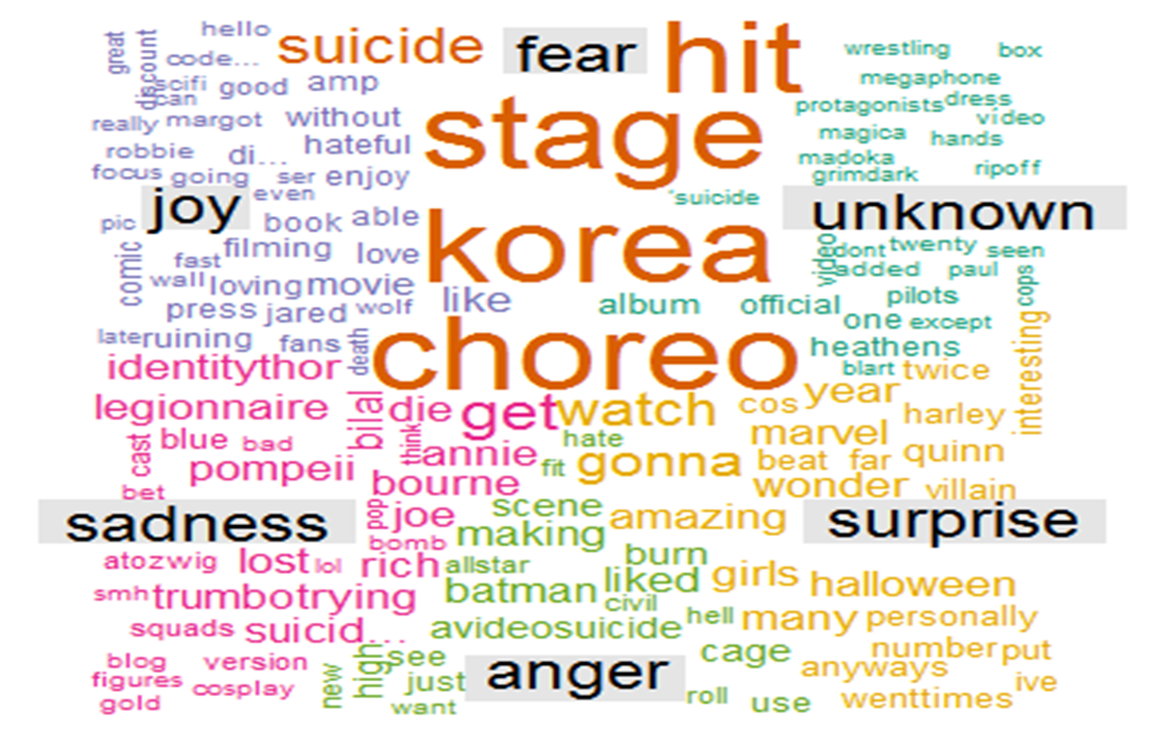 hello
suicide
fear
hit
great
discount
code...
scifi
can
good
amp
wrestling
box
megaphone
protagonists
dress
video
really
margot
without
stage
magica
hands
robbie
di...
hateful
madoka
grimdark
ripoff
focus
going
ser
enjoy
joy
even
"suicide
unknown
pic
book
able
korea
comic
fast
filming
love
video
dont
twenty
seen
added
paul
cops
wall
loving
movie
press
jared
wolf
like
album
official
pilots
one
except
late
ruining
fans
death
choreo
heathens
interesting
identitythor
blart
twice
legionnaire
bilal
die
get
watch
cos
year
harley
cast
blue
bad
think
annie
hate
marvel
quinn
pompeii
fit
gonna
beat
far
bet
bourne
wonder
villain
sadness
pop
joe
scene
amazing
surprise
bomb
making
atozwig
lost
lol
rich
allstar
burn
smh
trumbotrying
batman
liked
girls
halloween
civil
squads
suicid...
avideosuicide
hell
many
personally
blog
version
new
high
see
cage
number
put
figures
cosplay
just
anger
anyways
ive
gold
want
roll
use
wenttimes